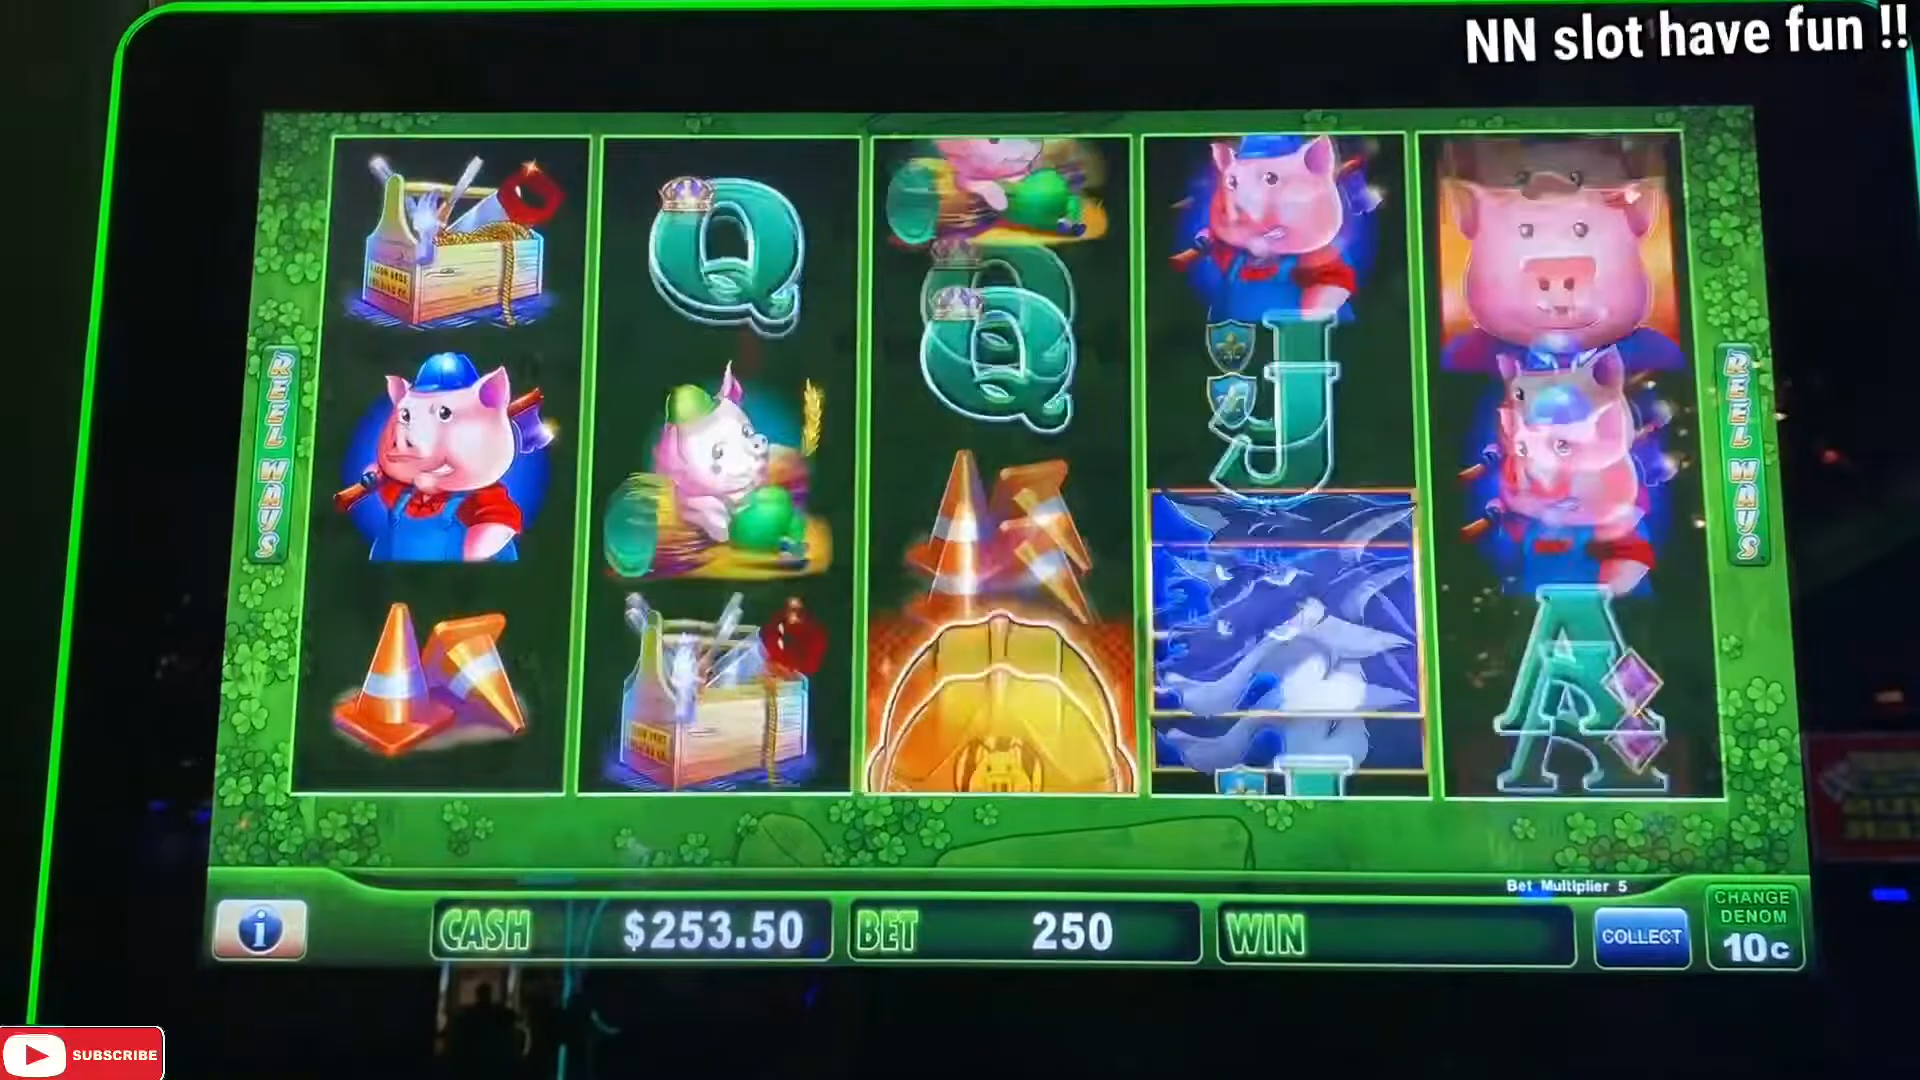 NN slot have fun !!
REEL WAYS
REEL WAYS
Q
Q
J
A
Bet Multiplier 5
CASH $253.50
BET 250
WIN
COLLECT
CHANGE
DENOM
10c
SUBSCRIBE